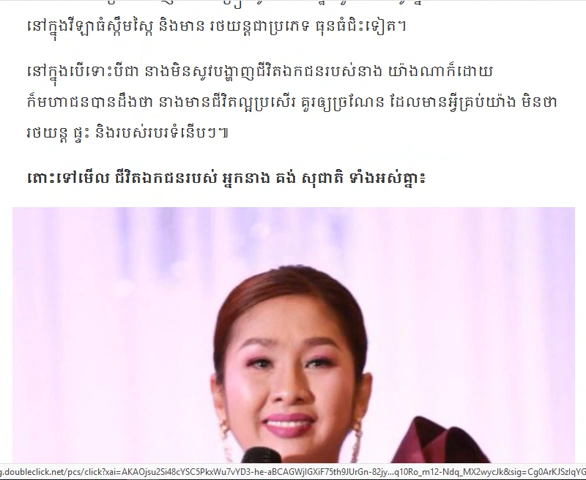 នៅក្នុងវីឡាធំស្កឹមស្កៃ និងមាន រថយន្តជាប្រភេទ ធុនធំជិះទៀត។
នៅក្នុងបើទោះបីជា នាងមិនសូវបង្ហាញជីវិតឯកជនរបស់នាង យ៉ាងណាក៏ដោយ
ក៏មហាជនបានដឹងថា នាងមានជីវិតល្អប្រសើរ គួរឲ្យច្រណែន ដែលមានអ្វីគ្រប់យ៉ាង មិនថា
រថយន្ត ផ្ទះ និងរបស់របរទំនើបៗ៕
តោះទៅមើល ជីវិតឯកជនរបស់ អ្នកនាង គង់ សុជាតិ ទាំងអស់គ្នា៖